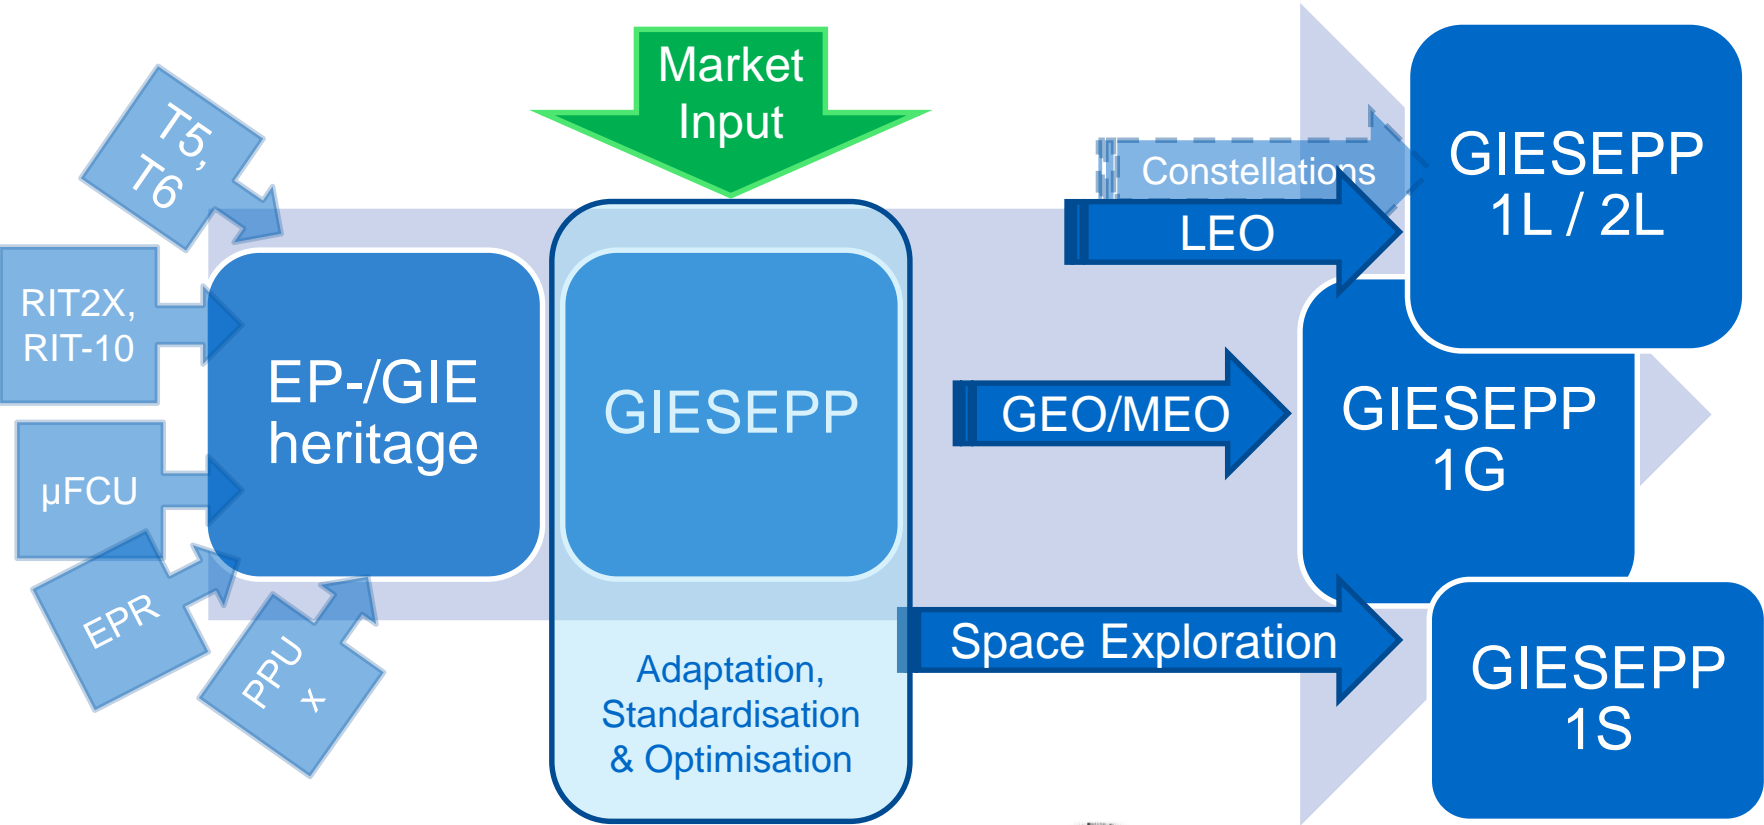 Market
Input
T5,
T6
RIT2X,
RIT-10
µFCU
EPR
PPU
x
EP-/GIE
heritage
GIESEPP
Adaptation,
Standardisation
& Optimisation
Constellations
LEO
GEO/MEO
Space Exploration
GIESEPP
1L / 2L
GIESEPP
1G
GIESEPP
1S